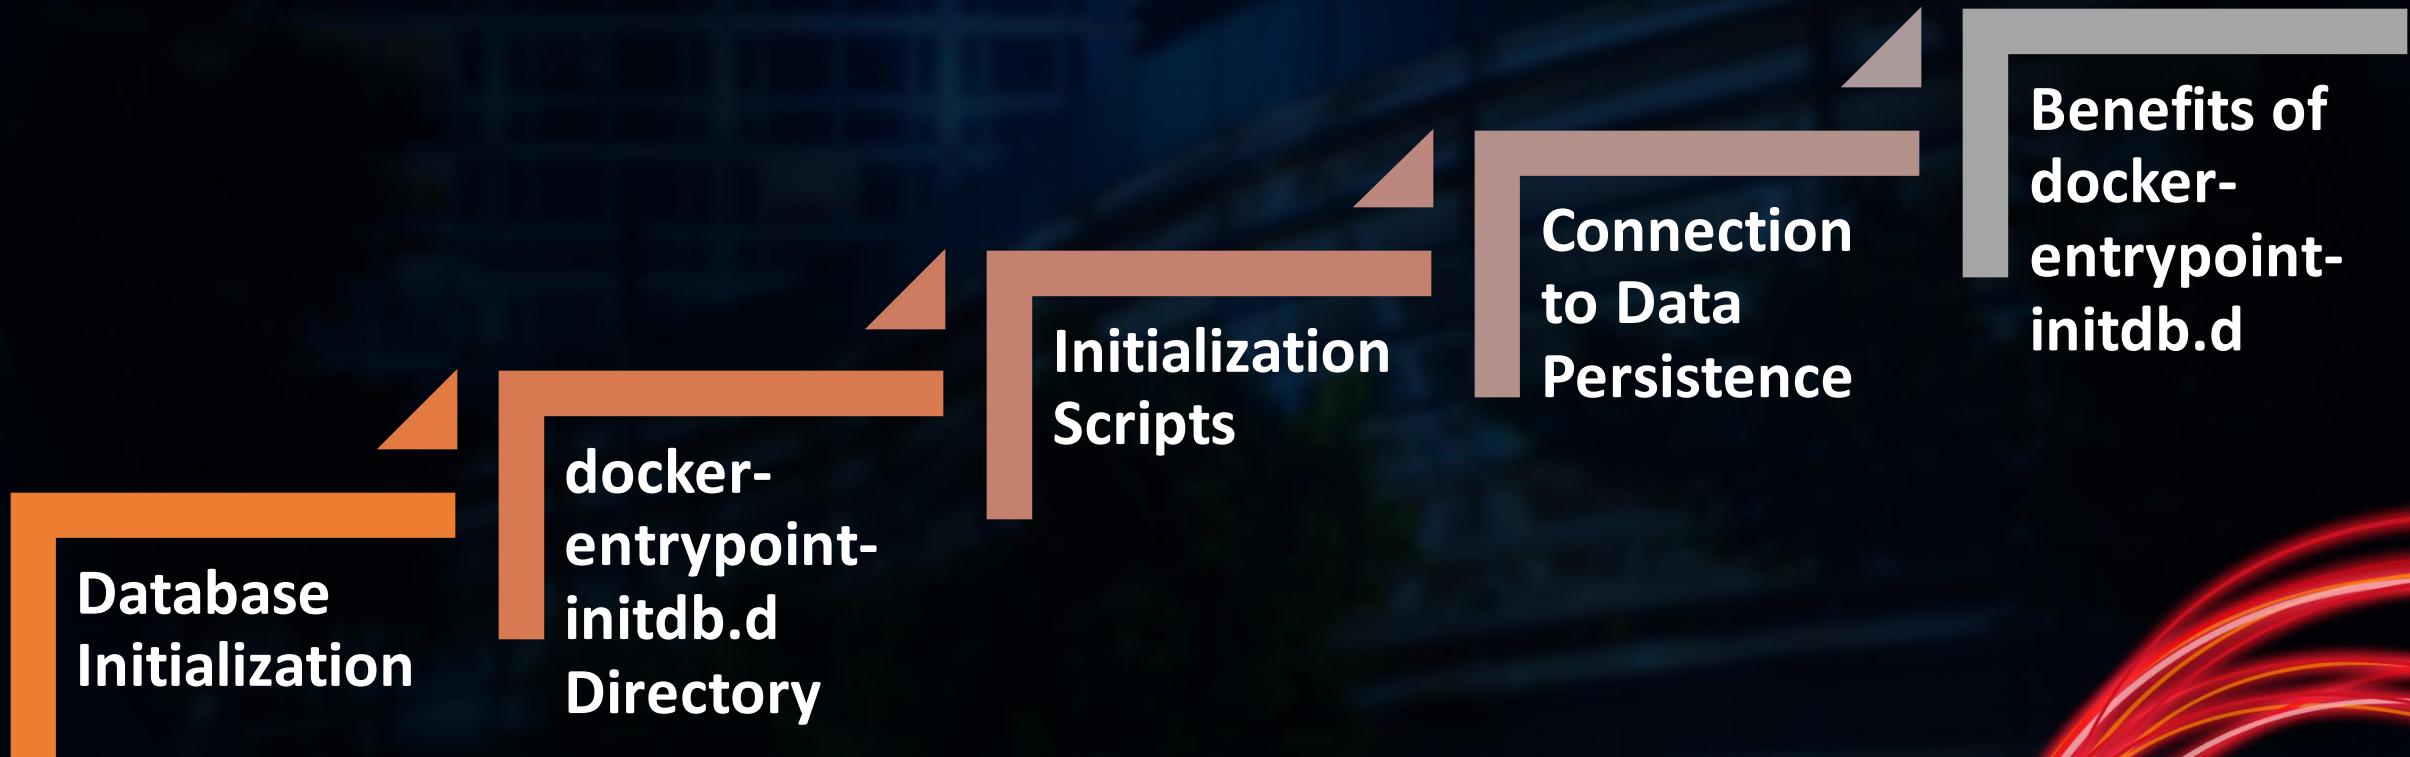 Database
Initialization
docker-
entrypoint-
initdb.d
Directory
Initialization
Scripts
Connection
to Data
Persistence
Benefits of
docker-
entrypoint-
initdb.d